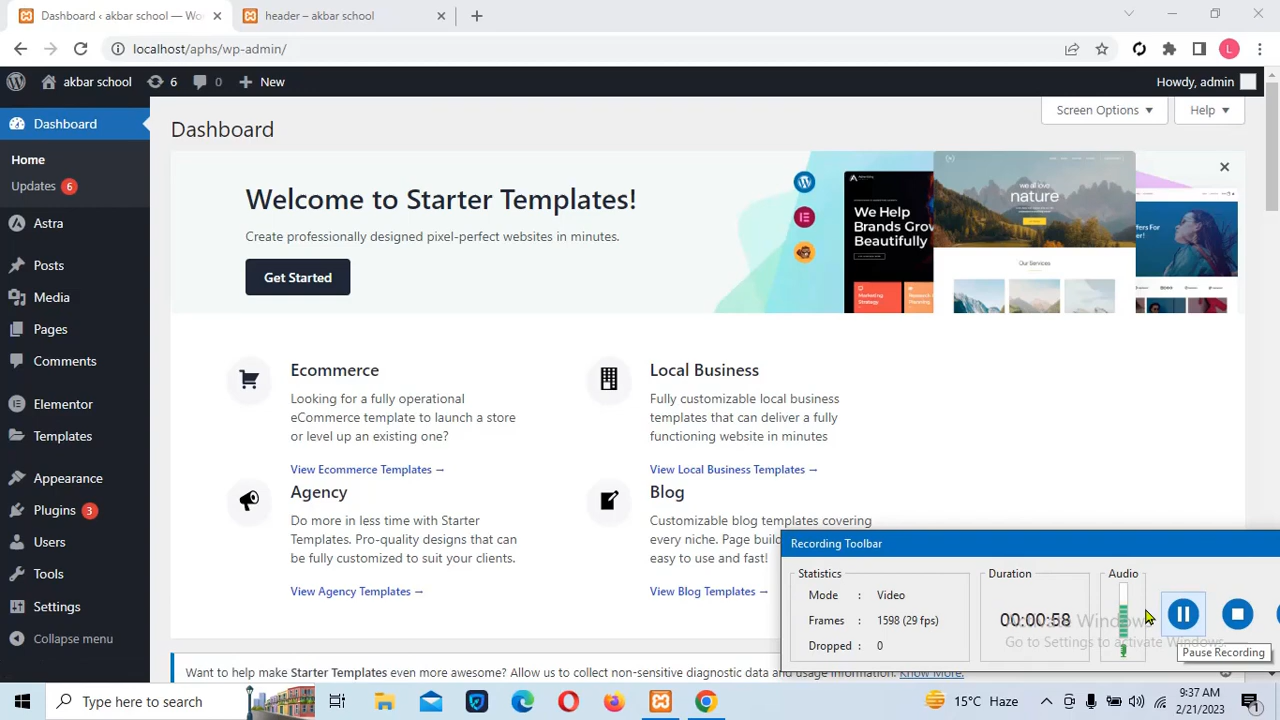 Dashboard ‹ akbar school — Wo
header – akbar school
localhost/aphs/wp-admin/
L
akbar school
6
0
New
Howdy, admin
Dashboard
Home
Updates 6
Astra
Posts
Media
Pages
Comments
Elementor
Templates
Appearance
Plugins 3
Users
Tools
Settings
Collapse menu
Screen Options
Help
Dashboard
Welcome to Starter Templates!
Create professionally designed pixel-perfect websites in minutes.
Get Started
We Help
Brands Grow
Beautifully
Marketing
Strategy
we all love
nature
Our Services
Ecommerce
Looking for a fully operational
eCommerce template to launch a store
or level up an existing one?
View Ecommerce Templates →
Local Business
Fully customizable local business
templates that can deliver a fully
functioning website in minutes
View Local Business Templates →
Agency
Do more in less time with Starter
Templates. Pro-quality designs that can
be fully customized to suit your clients.
View Agency Templates →
Blog
Customizable blog templates covering
every niche. Page build
easy to use and fast!
View Blog Templates →
Want to help make Starter Templates even more awesome? Allow us to collect non-sensitive diagnostic data and usage information. Know More.
Recording Toolbar
Statistics
Mode : Video
Frames : 1598 (29 fps)
Dropped : 0
Duration
00:00:58
Audio
Activate Windows
Go to Settings to activate Windows.
Pause Recording
Type here to search
15°C Haze
9:37 AM
2/21/2023
1